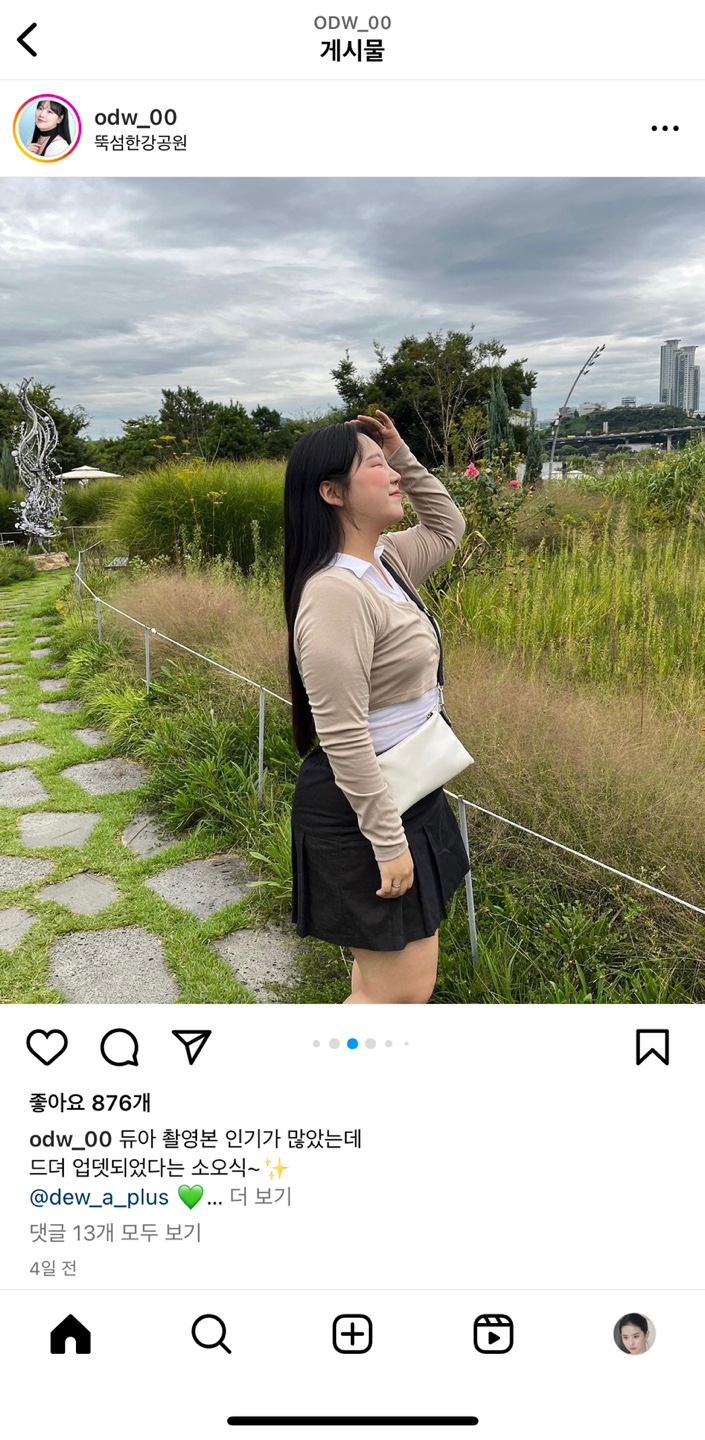 ODW_00
게시물
odw_00
뚝섬한강공원
좋아요 876개
odw_00 듀아 촬영본 인기가 많았는데
드뎌 업뎃되었다는 소오식~✨
@dew_a_plus 💚... 더 보기
댓글 13개 모두 보기
4일 전